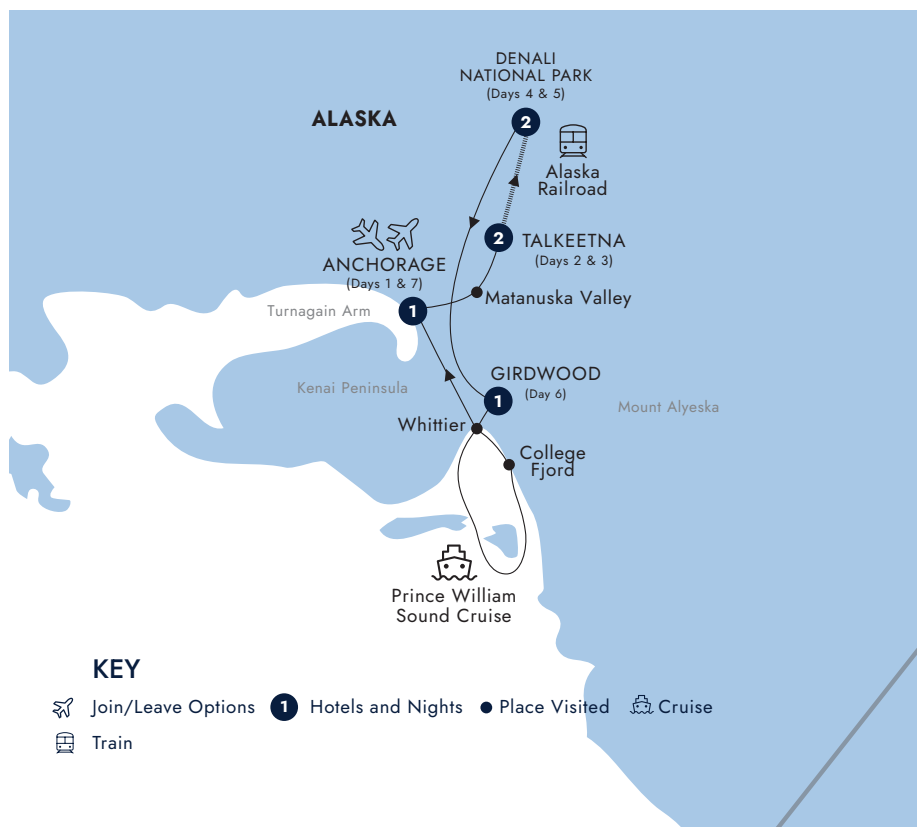 DENALI
NATIONAL PARK
(Days 4 & 5)
ALASKA
2
Alaska
Railroad
2
TALKEETNA
(Days 2 & 3)
ANCHORAGE
(Days 1 & 7)
Matanuska Valley
Turnagain Arm
1
GIRDWOOD
(Day 6)
Kenai Peninsula
1
Mount Alyeska
Whittier
College
Fjord
Prince William
Sound Cruise
KEY
Join/Leave Options
1
Hotels and Nights
Place Visited
Cruise
Train